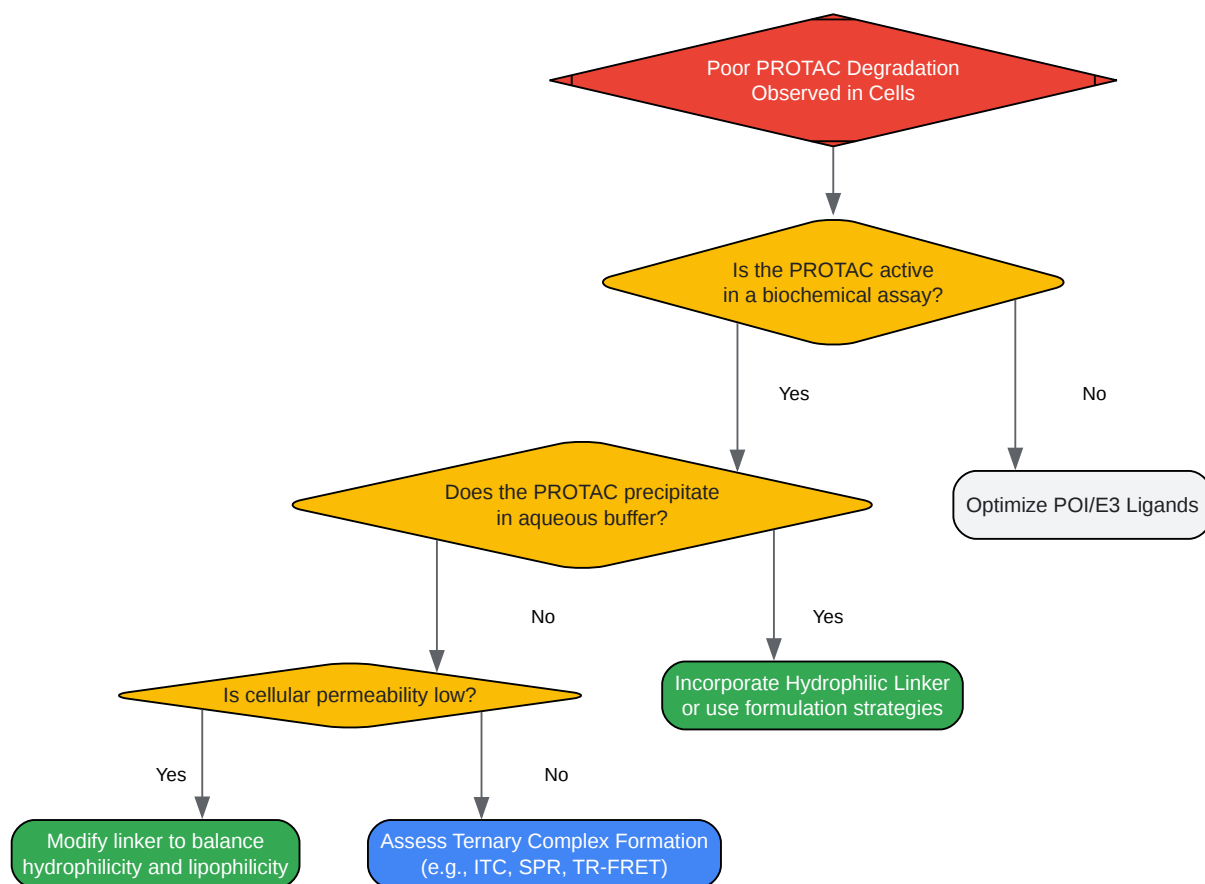 Poor PROTAC Degradation
Observed in Cells
Is the PROTAC active
in a biochemical assay?
Yes
No
Does the PROTAC precipitate
in aqueous buffer?
Optimize POI/E3 Ligands
No
Yes
Is cellular permeability low?
Incorporate Hydrophilic Linker
or use formulation strategies
Yes
No
Modify linker to balance
hydrophilicity and lipophilicity
Assess Ternary Complex Formation
(e.g., ITC, SPR, TR-FRET)